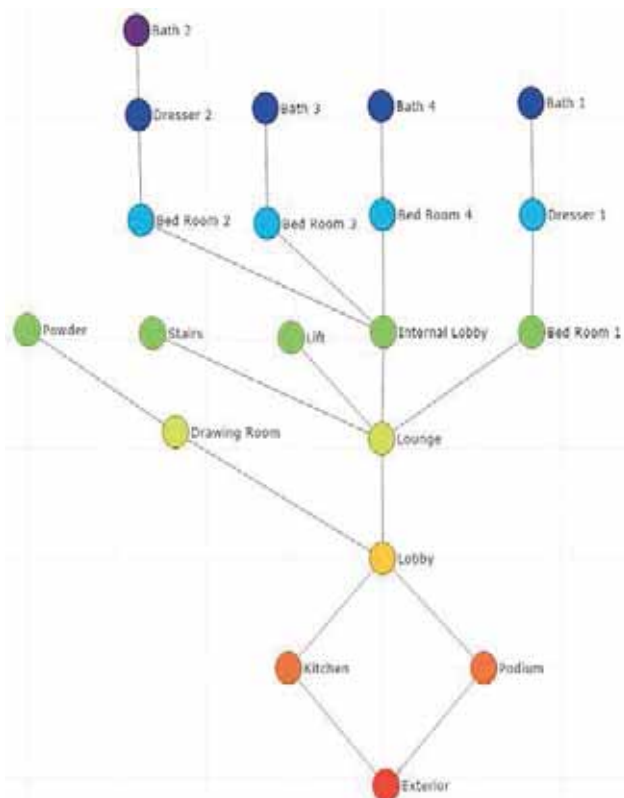 Bath 2
Dresser 2
Bath 3
Bath 4
Bath 1
Bed Room 2
Bed Room 3
Bed Room 4
Dresser 1
Powder
Stairs
Lift
Internal Lobby
Bed Room 1
Drawing Room
Lounge
Lobby
Kitchen
Podium
Exterior